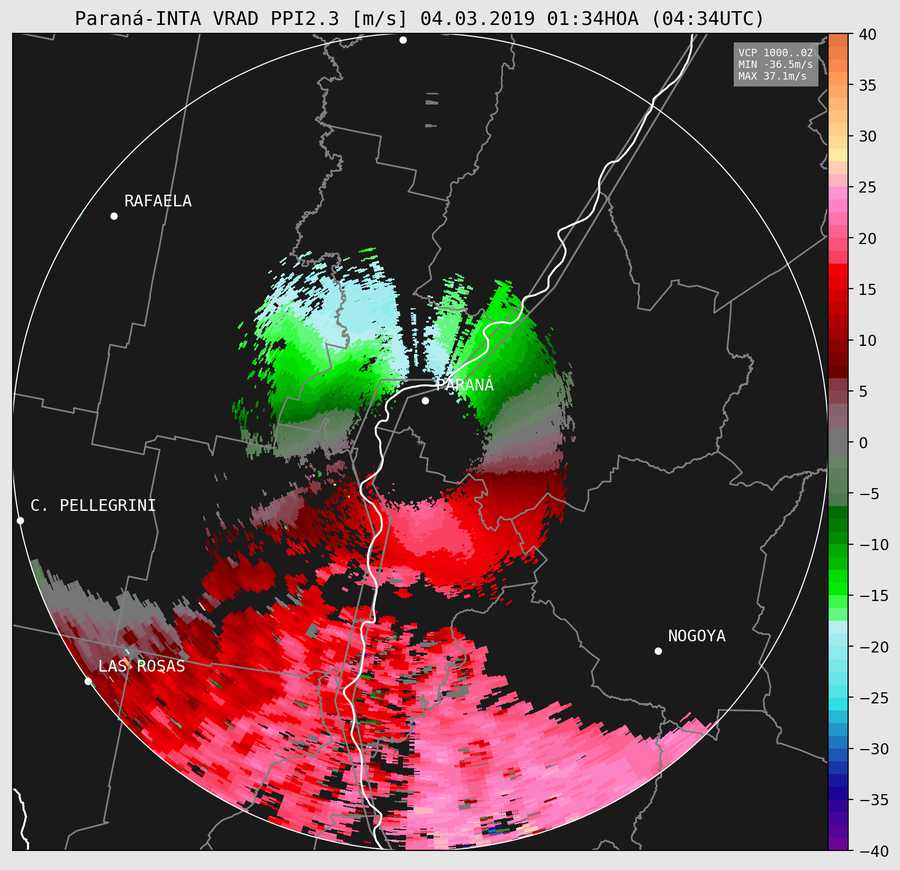 Paraná-INTA VRAD PPI2.3 [m/s] 04.03.2019 01:34HOA (04:34UTC)
VCP 1000..02
MIN -36.5m/s
MAX 37.1m/s
RAFAELA
PARANÁ
C. PELLEGRINI
LAS ROSAS
NOGOYA
40
35
30
25
20
15
10
5
0
−5
−10
−15
−20
−25
−30
−35
−40